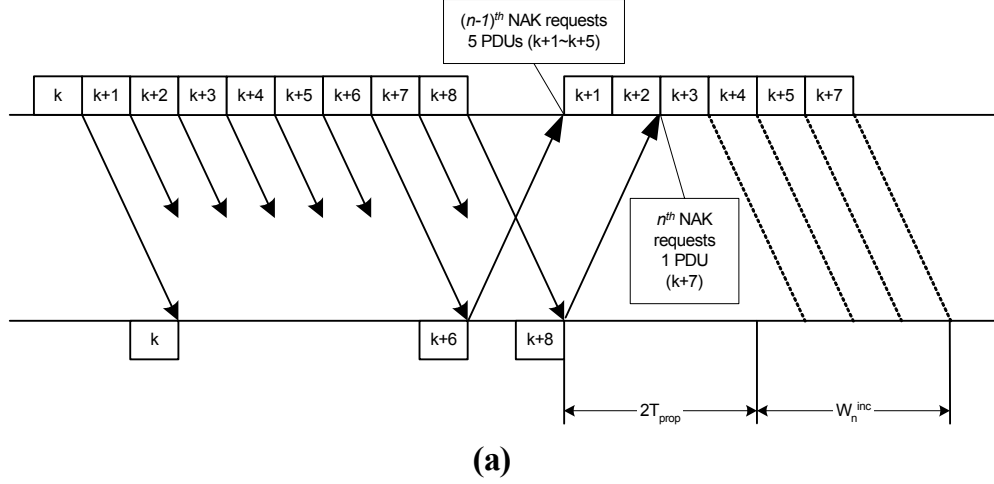 (n-1)th NAK requests
5 PDUs (k+1~k+5)
k k+1 k+2 k+3 k+4 k+5 k+6 k+7 k+8 k+1 k+2 k+3 k+4 k+5 k+7
nth NAK
requests
1 PDU
(k+7)
k k+6 k+8
2Tprop Wninc
(a)